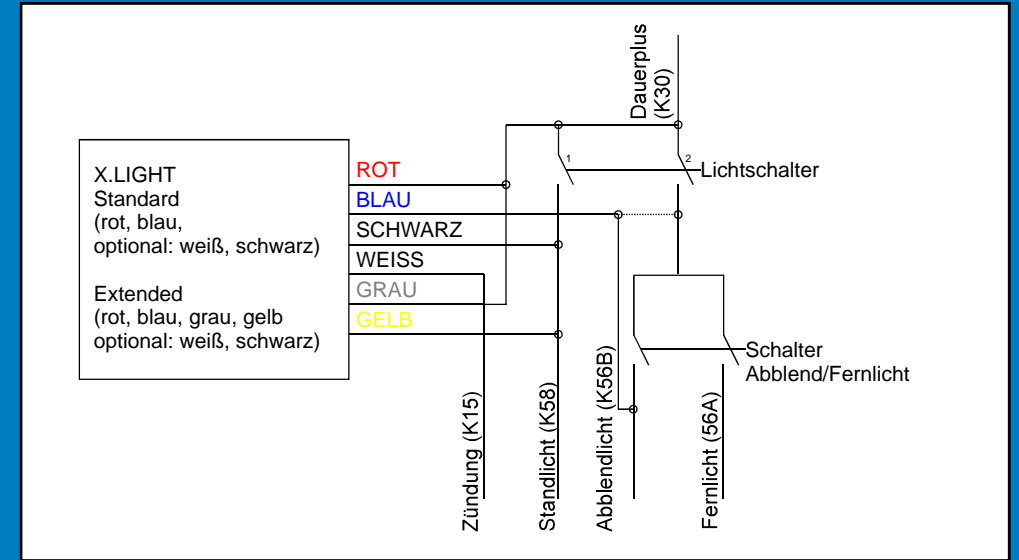 X.LIGHT
Standard
(rot, blau,
optional: weiß, schwarz)
Extended
(rot, blau, grau, gelb
optional: weiß, schwarz)
ROT
BLAU
SCHWARZ
WEISS
GRAU
GELB
Dauerplus
(K30)
1
2
Lichtschalter
Schalter
Abblend/Fernlicht
Zündung (K15)
Standlicht (K58)
Abblendlicht (K56B)
Fernlicht (56A)